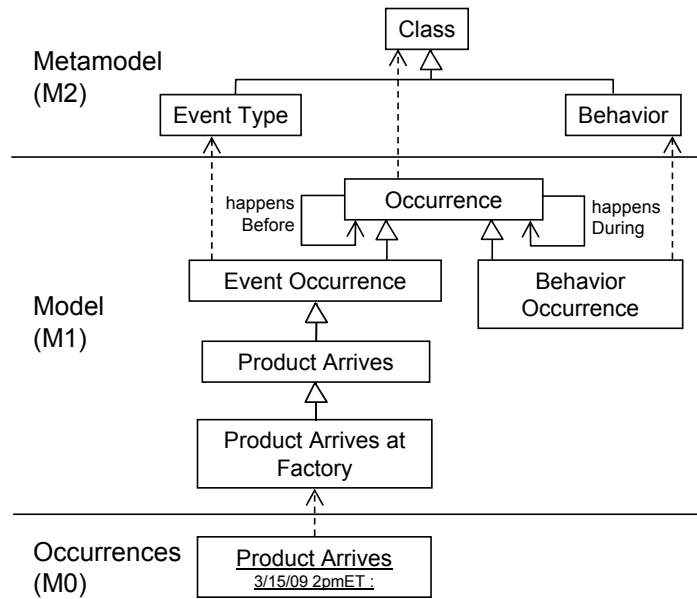 Class
Metamodel
(M2)
Event Type
Behavior
Occurrence
happens
Before
happens
During
Event Occurrence
Behavior
Occurrence
Model
(M1)
Product Arrives
Product Arrives at
Factory
Occurrences
(M0)
Product Arrives
3/15/09 2pmET :